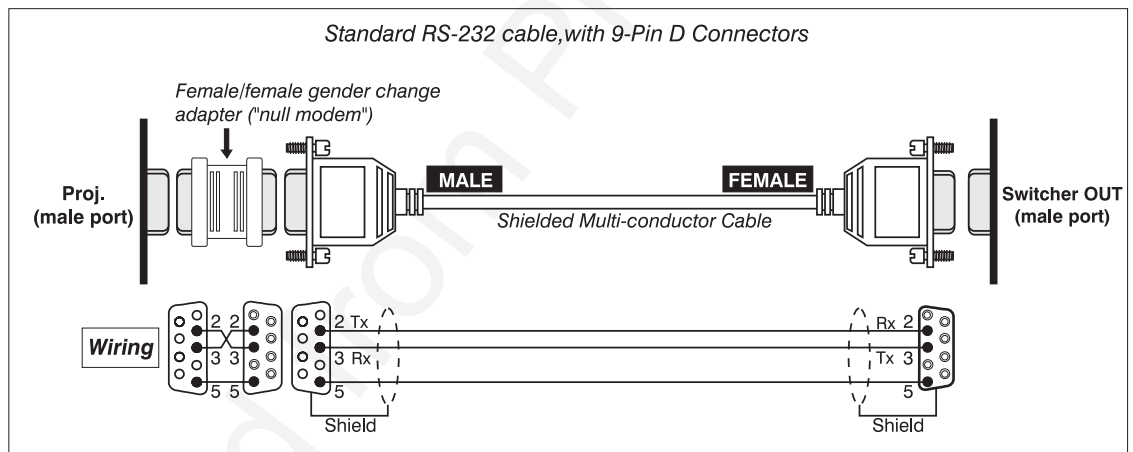 Standard RS-232 cable,with 9-Pin D Connectors
Female/female gender change
adapter ("null modem")
Proj.
(male port)
MALE
FEMALE
Shielded Multi-conductor Cable
Switcher OUT
(male port)
Wiring
2 2
3 3
5 5
2 Tx
3 Rx
5
Shield
Rx 2
Tx 3
5
Shield